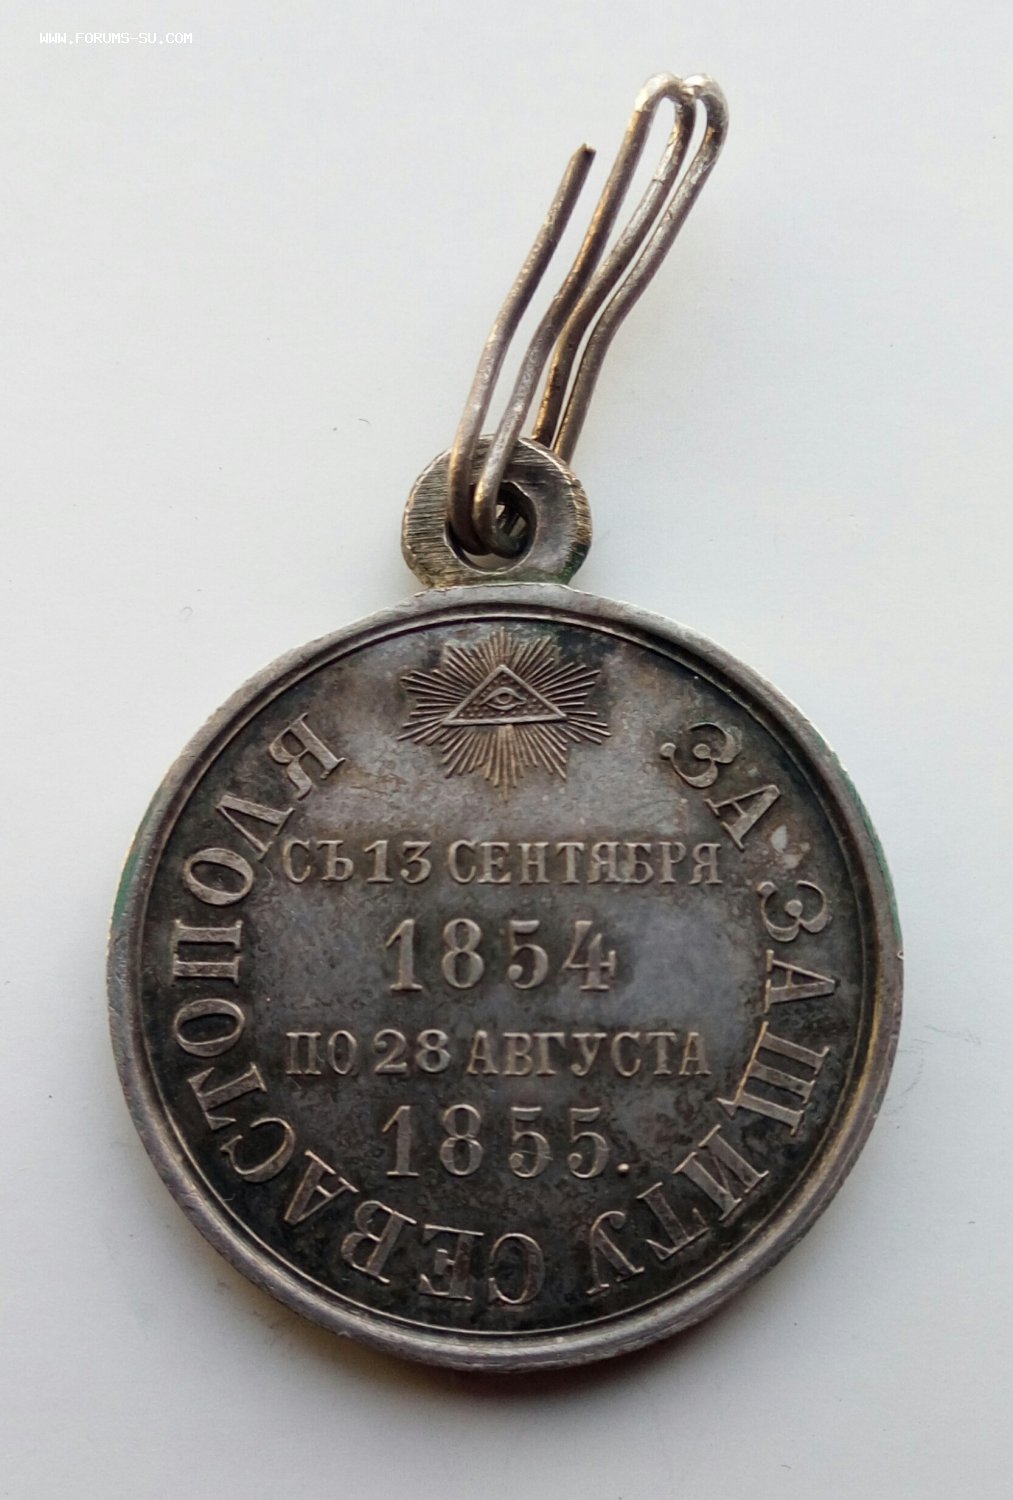 WWW.FORUMS-SU.COM
ЗА ЗАЩИТУ СЕВАСТОПОЛЯ
СЪ 13 СЕНТЯБРЯ
1854
ПО 28 АВГУСТА
1855.